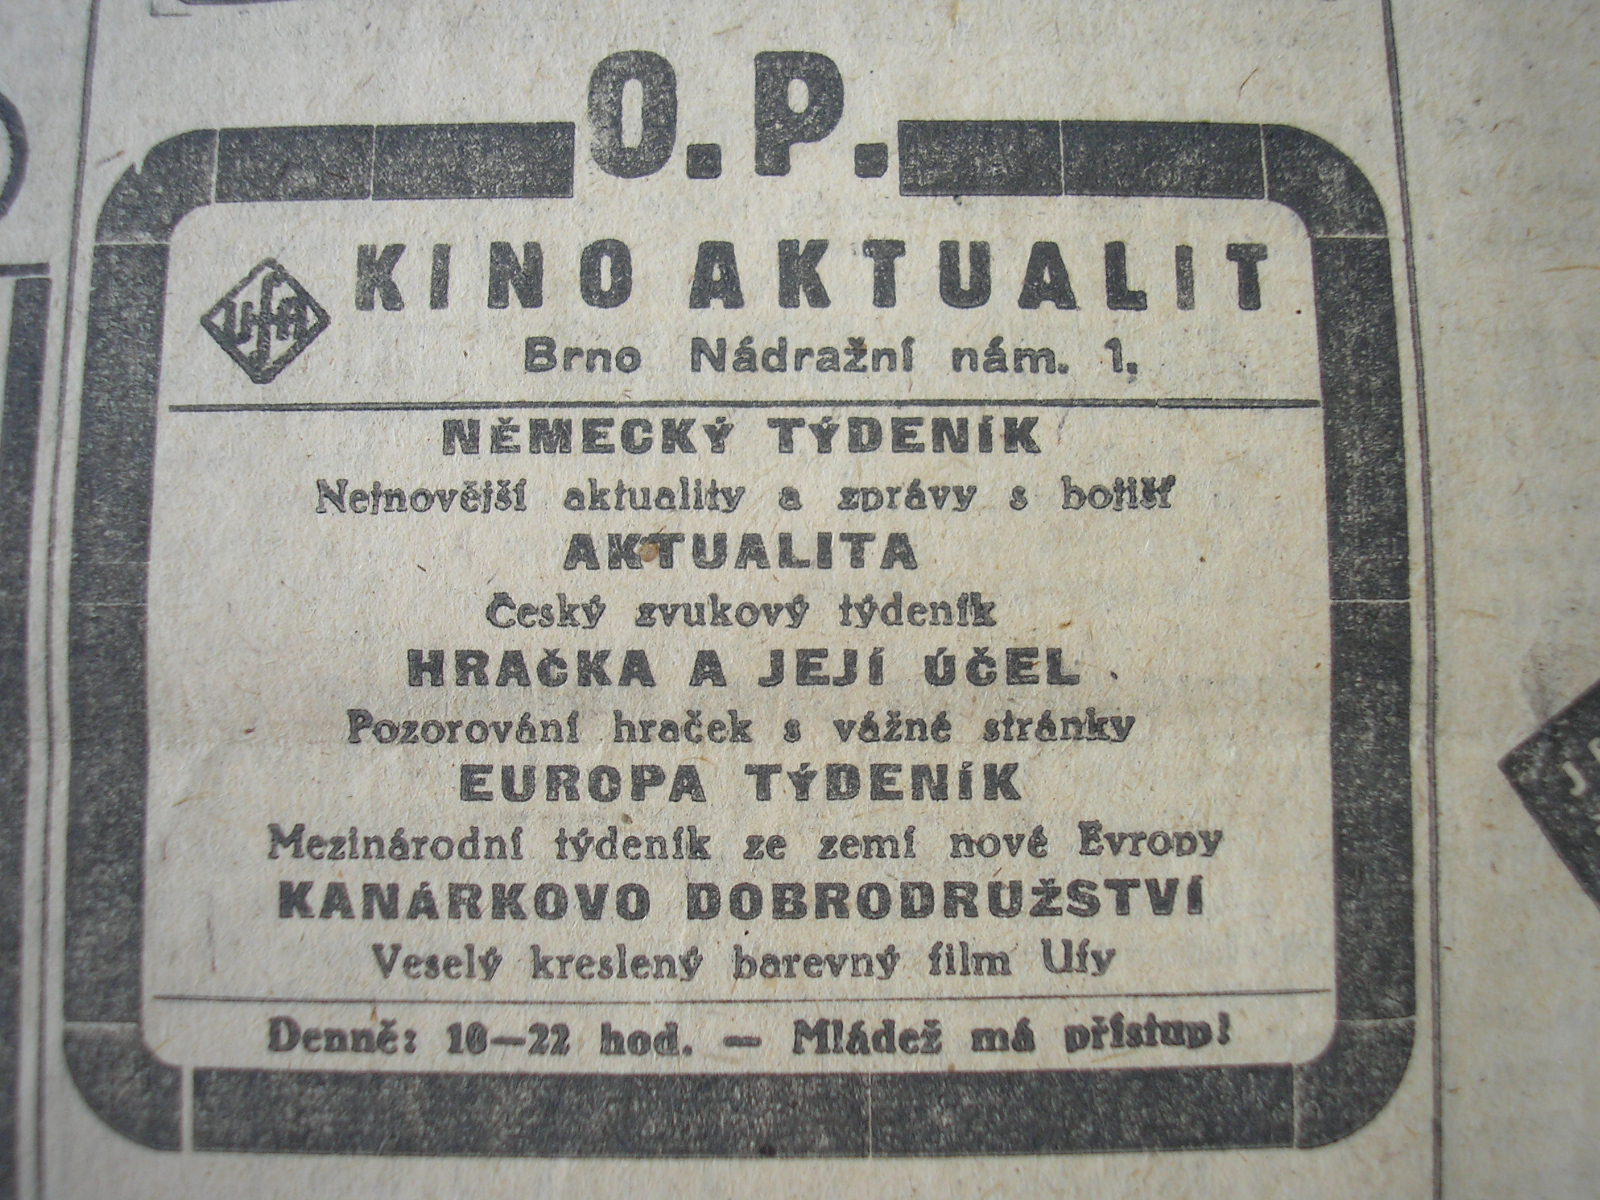 O.P.
UFA
KINO AKTUALIT
Brno Nádražní nám. 1.
NĚMECKÝ TÝDENÍK
Nejnovější aktuality a zprávy s bojišť
AKTUALITA
Český zvukový týdeník
HRAČKA A JEJÍ ÚČEL
Pozorování hraček s vážné stránky
EUROPA TÝDENÍK
Mezinárodní týdeník ze zemí nové Evropy
KANÁRKOVO DOBRODRUŽSTVÍ
Veselý kreslený barevný film Ufy
Denně: 10—22 hod. — Mládež má přístup!